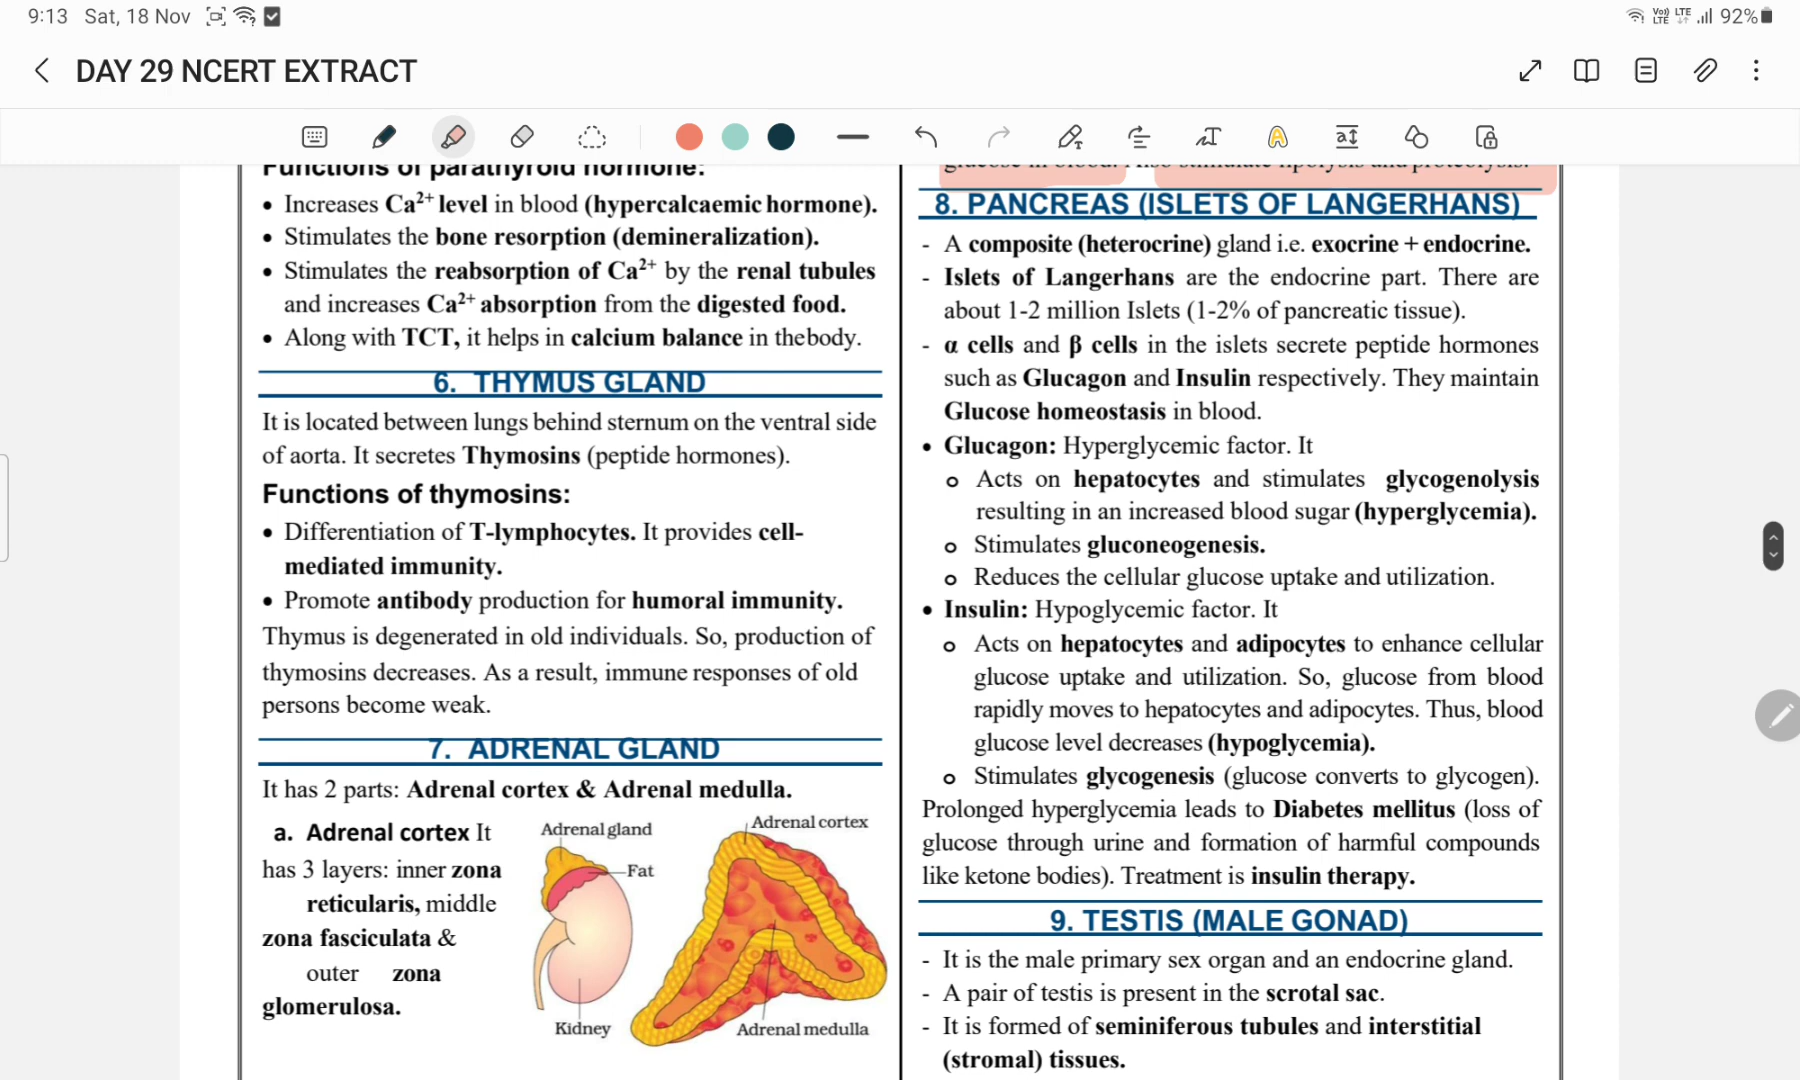 9:13 Sat, 18 Nov
Vo)) LTE LTE 92%
DAY 29 NCERT EXTRACT
Functions of parathyroid hormone:
• Increases Ca²⁺ level in blood (hypercalcaemic hormone).
• Stimulates the bone resorption (demineralization).
• Stimulates the reabsorption of Ca²⁺ by the renal tubules
and increases Ca²⁺ absorption from the digested food.
• Along with TCT, it helps in calcium balance in thebody.
6. THYMUS GLAND
It is located between lungs behind sternum on the ventral side
of aorta. It secretes Thymosins (peptide hormones).
Functions of thymosins:
• Differentiation of T-lymphocytes. It provides cell-
mediated immunity.
• Promote antibody production for humoral immunity.
Thymus is degenerated in old individuals. So, production of
thymosins decreases. As a result, immune responses of old
persons become weak.
7. ADRENAL GLAND
It has 2 parts: Adrenal cortex & Adrenal medulla.
a. Adrenal cortex It
has 3 layers: inner zona
reticularis, middle
zona fasciculata &
outer zona
glomerulosa.
Adrenal gland
Fat
Kidney
Adrenal cortex
Adrenal medulla
glucose in blood. Also stimulate lipolysis and proteolysis.
8. PANCREAS (ISLETS OF LANGERHANS)
- A composite (heterocrine) gland i.e. exocrine + endocrine.
- Islets of Langerhans are the endocrine part. There are
about 1-2 million Islets (1-2% of pancreatic tissue).
- α cells and β cells in the islets secrete peptide hormones
such as Glucagon and Insulin respectively. They maintain
Glucose homeostasis in blood.
• Glucagon: Hyperglycemic factor. It
o Acts on hepatocytes and stimulates glycogenolysis
resulting in an increased blood sugar (hyperglycemia).
o Stimulates gluconeogenesis.
o Reduces the cellular glucose uptake and utilization.
• Insulin: Hypoglycemic factor. It
o Acts on hepatocytes and adipocytes to enhance cellular
glucose uptake and utilization. So, glucose from blood
rapidly moves to hepatocytes and adipocytes. Thus, blood
glucose level decreases (hypoglycemia).
o Stimulates glycogenesis (glucose converts to glycogen).
Prolonged hyperglycemia leads to Diabetes mellitus (loss of
glucose through urine and formation of harmful compounds
like ketone bodies). Treatment is insulin therapy.
9. TESTIS (MALE GONAD)
- It is the male primary sex organ and an endocrine gland.
- A pair of testis is present in the scrotal sac.
- It is formed of seminiferous tubules and interstitial
(stromal) tissues.